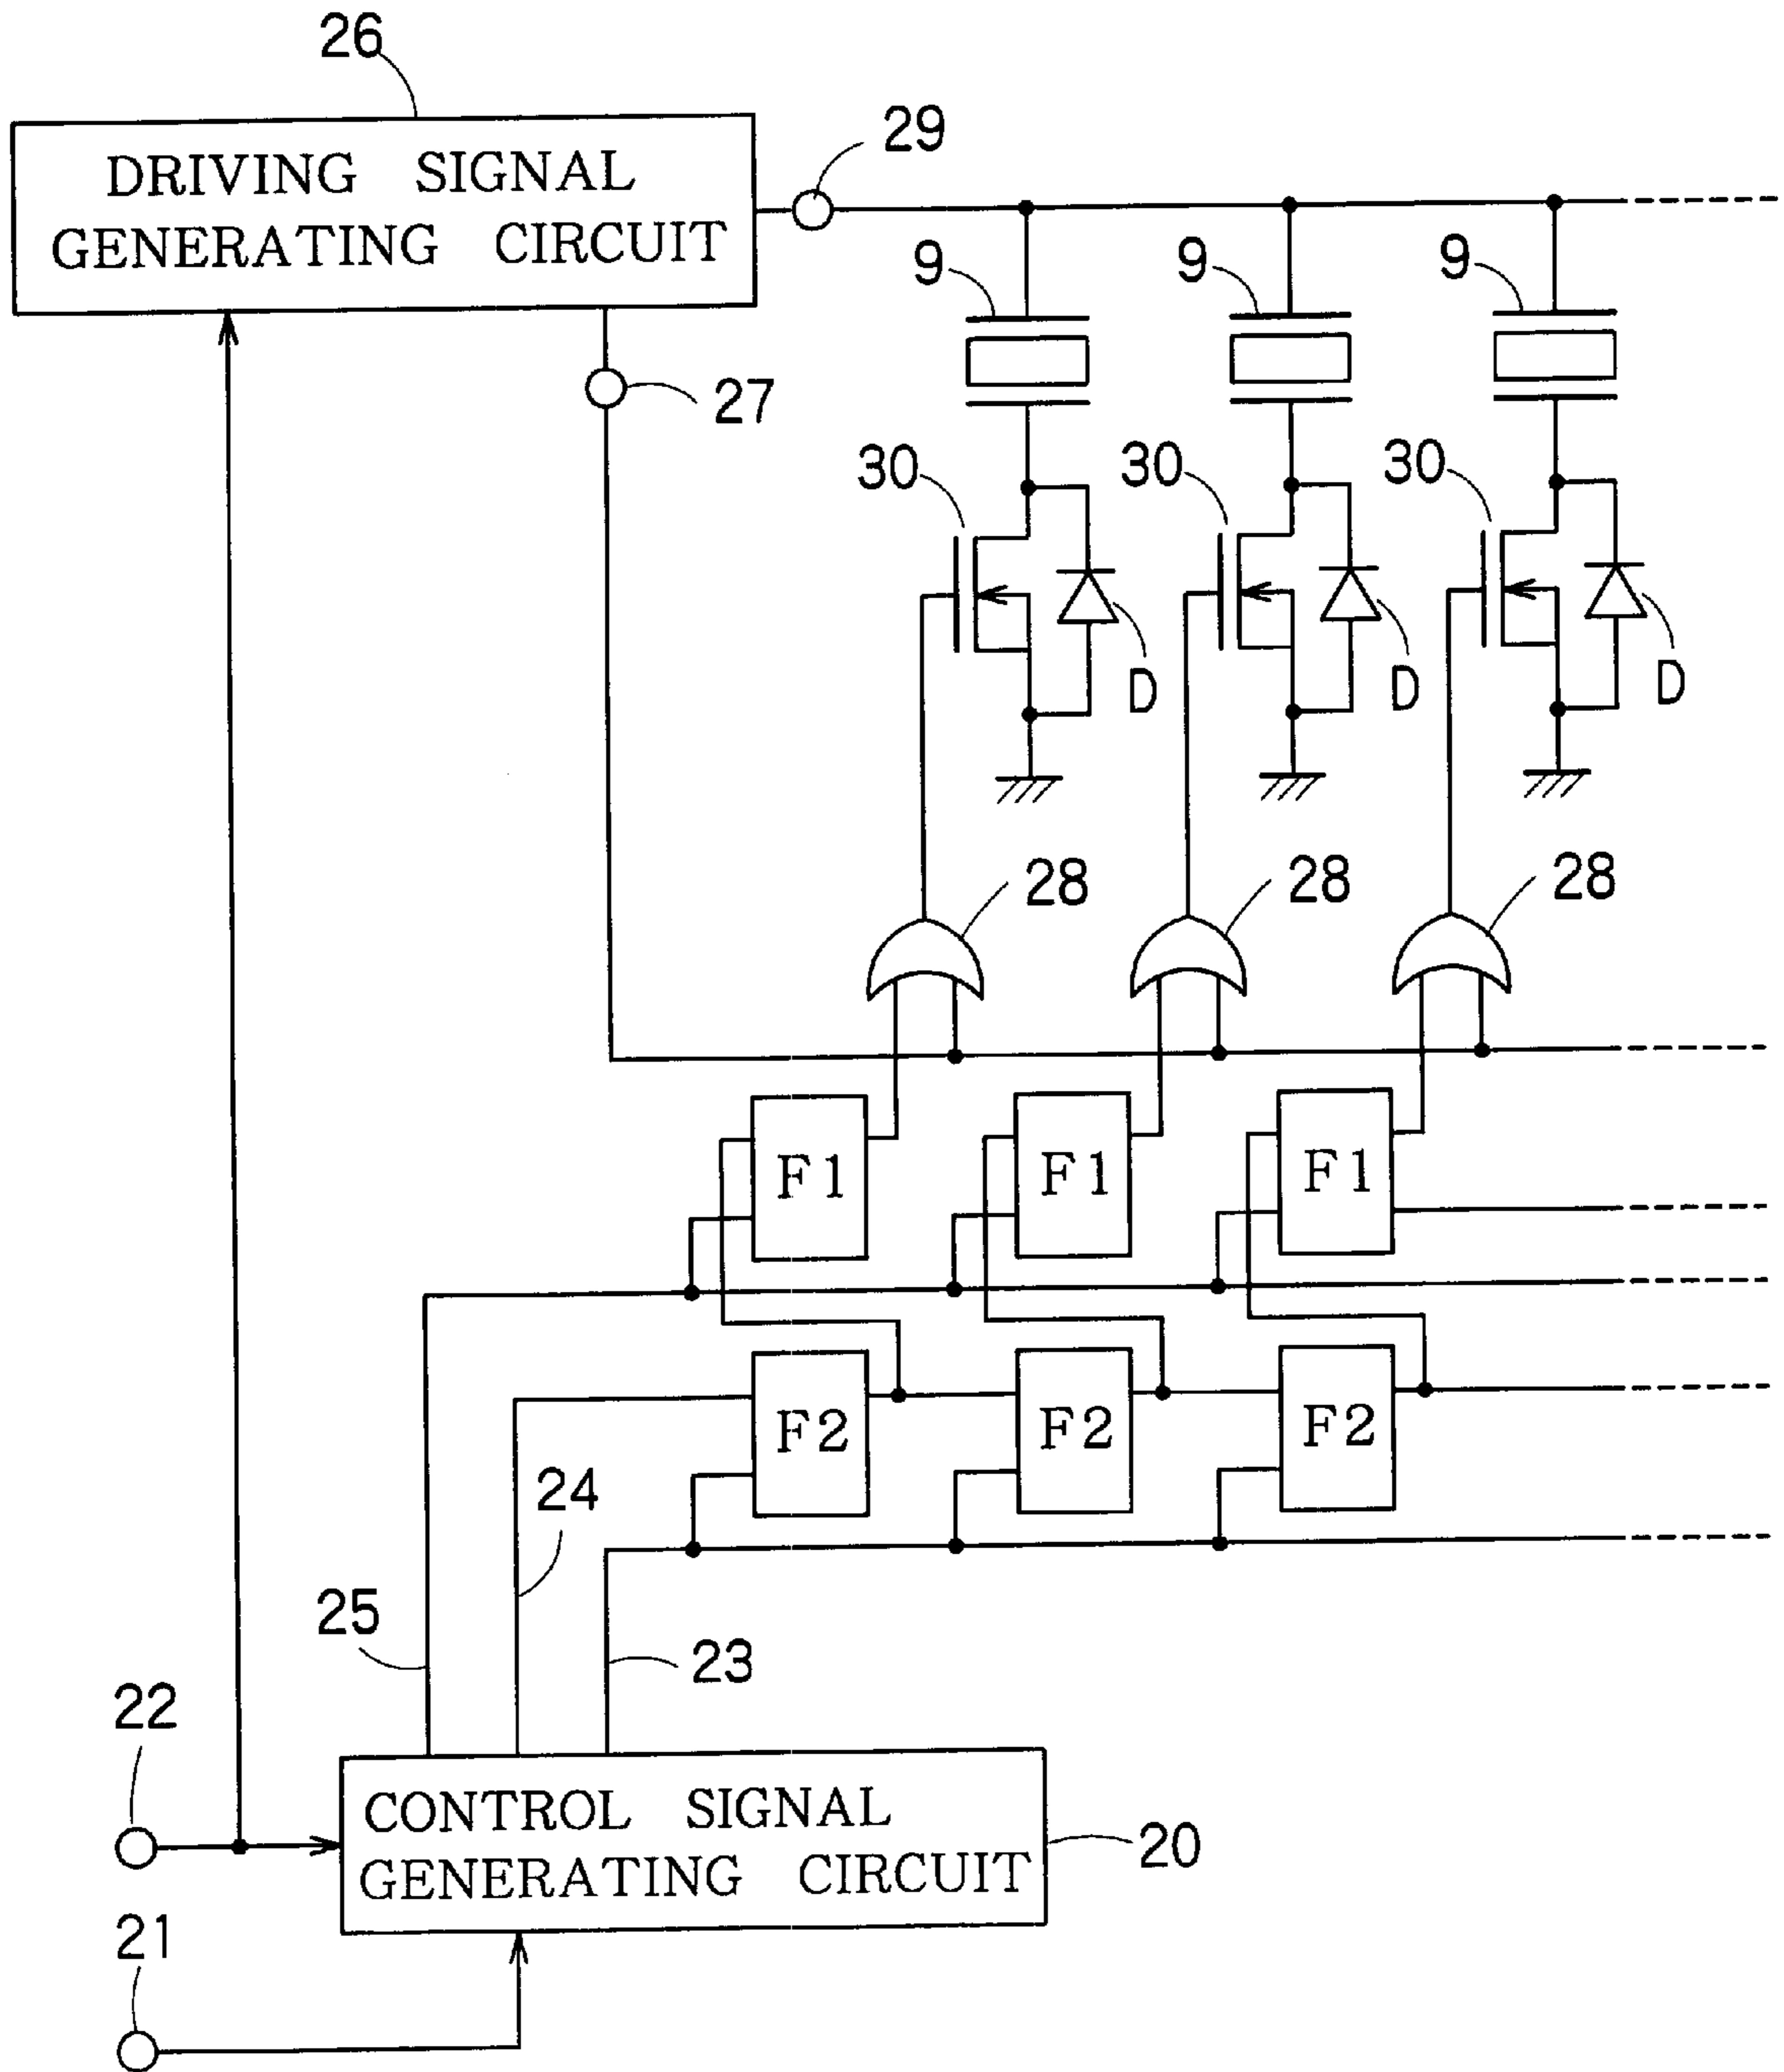 26
DRIVING SIGNAL
GENERATING CIRCUIT
29
9 9 9
27
30 30 30
D D D
28 28 28
F1 F1 F1
F2 F2 F2
24
25
23
22
CONTROL SIGNAL
GENERATING CIRCUIT
20
21